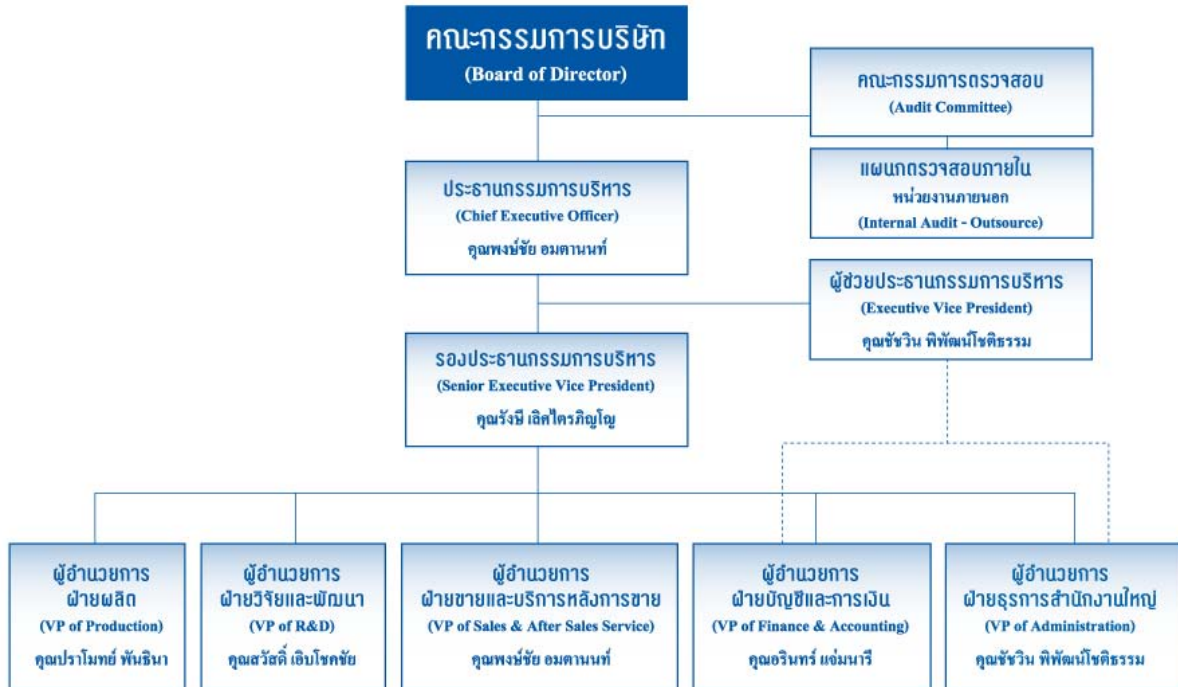 คณะกรรมการบริษัท
(Board of Director)
คณะกรรมการตรวจสอบ
(Audit Committee)
แผนกตรวจสอบภายใน
หน่วยงานภายนอก
(Internal Audit - Outsource)
ประธานกรรมการบริหาร
(Chief Executive Officer)
คุณพงษ์ชัย อมตานนท์
ผู้ช่วยประธานกรรมการบริหาร
(Executive Vice President)
คุณชัชวิน พิพัฒน์โชติธรรม
รองประธานกรรมการบริหาร
(Senior Executive Vice President)
คุณรังษี เลิศไตรภิญโญ
ผู้อำนวยการ
ฝ่ายผลิต
(VP of Production)
คุณปราโมทย์ พันธินา
ผู้อำนวยการ
ฝ่ายวิจัยและพัฒนา
(VP of R&D)
คุณสวัสดิ์ เอิบโชคชัย
ผู้อำนวยการ
ฝ่ายขายและบริการหลังการขาย
(VP of Sales & After Sales Service)
คุณพงษ์ชัย อมตานนท์
ผู้อำนวยการ
ฝ่ายบัญชีและการเงิน
(VP of Finance & Accounting)
คุณอรินทร์ แจ่มนารี
ผู้อำนวยการ
ฝ่ายธุรการสำนักงานใหญ่
(VP of Administration)
คุณชัชวิน พิพัฒน์โชติธรรม